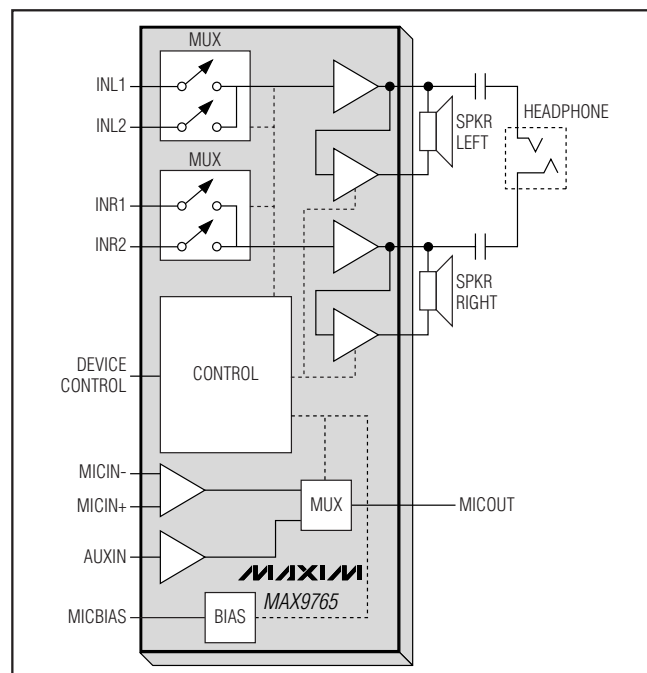 MUX
INL1
INL2
SPKR
LEFT
HEADPHONE
MUX
INR1
INR2
SPKR
RIGHT
DEVICE
CONTROL
CONTROL
MICIN-
MICIN+
MUX
MICOUT
AUXIN
MAXIM
MAX9765
MICBIAS
BIAS